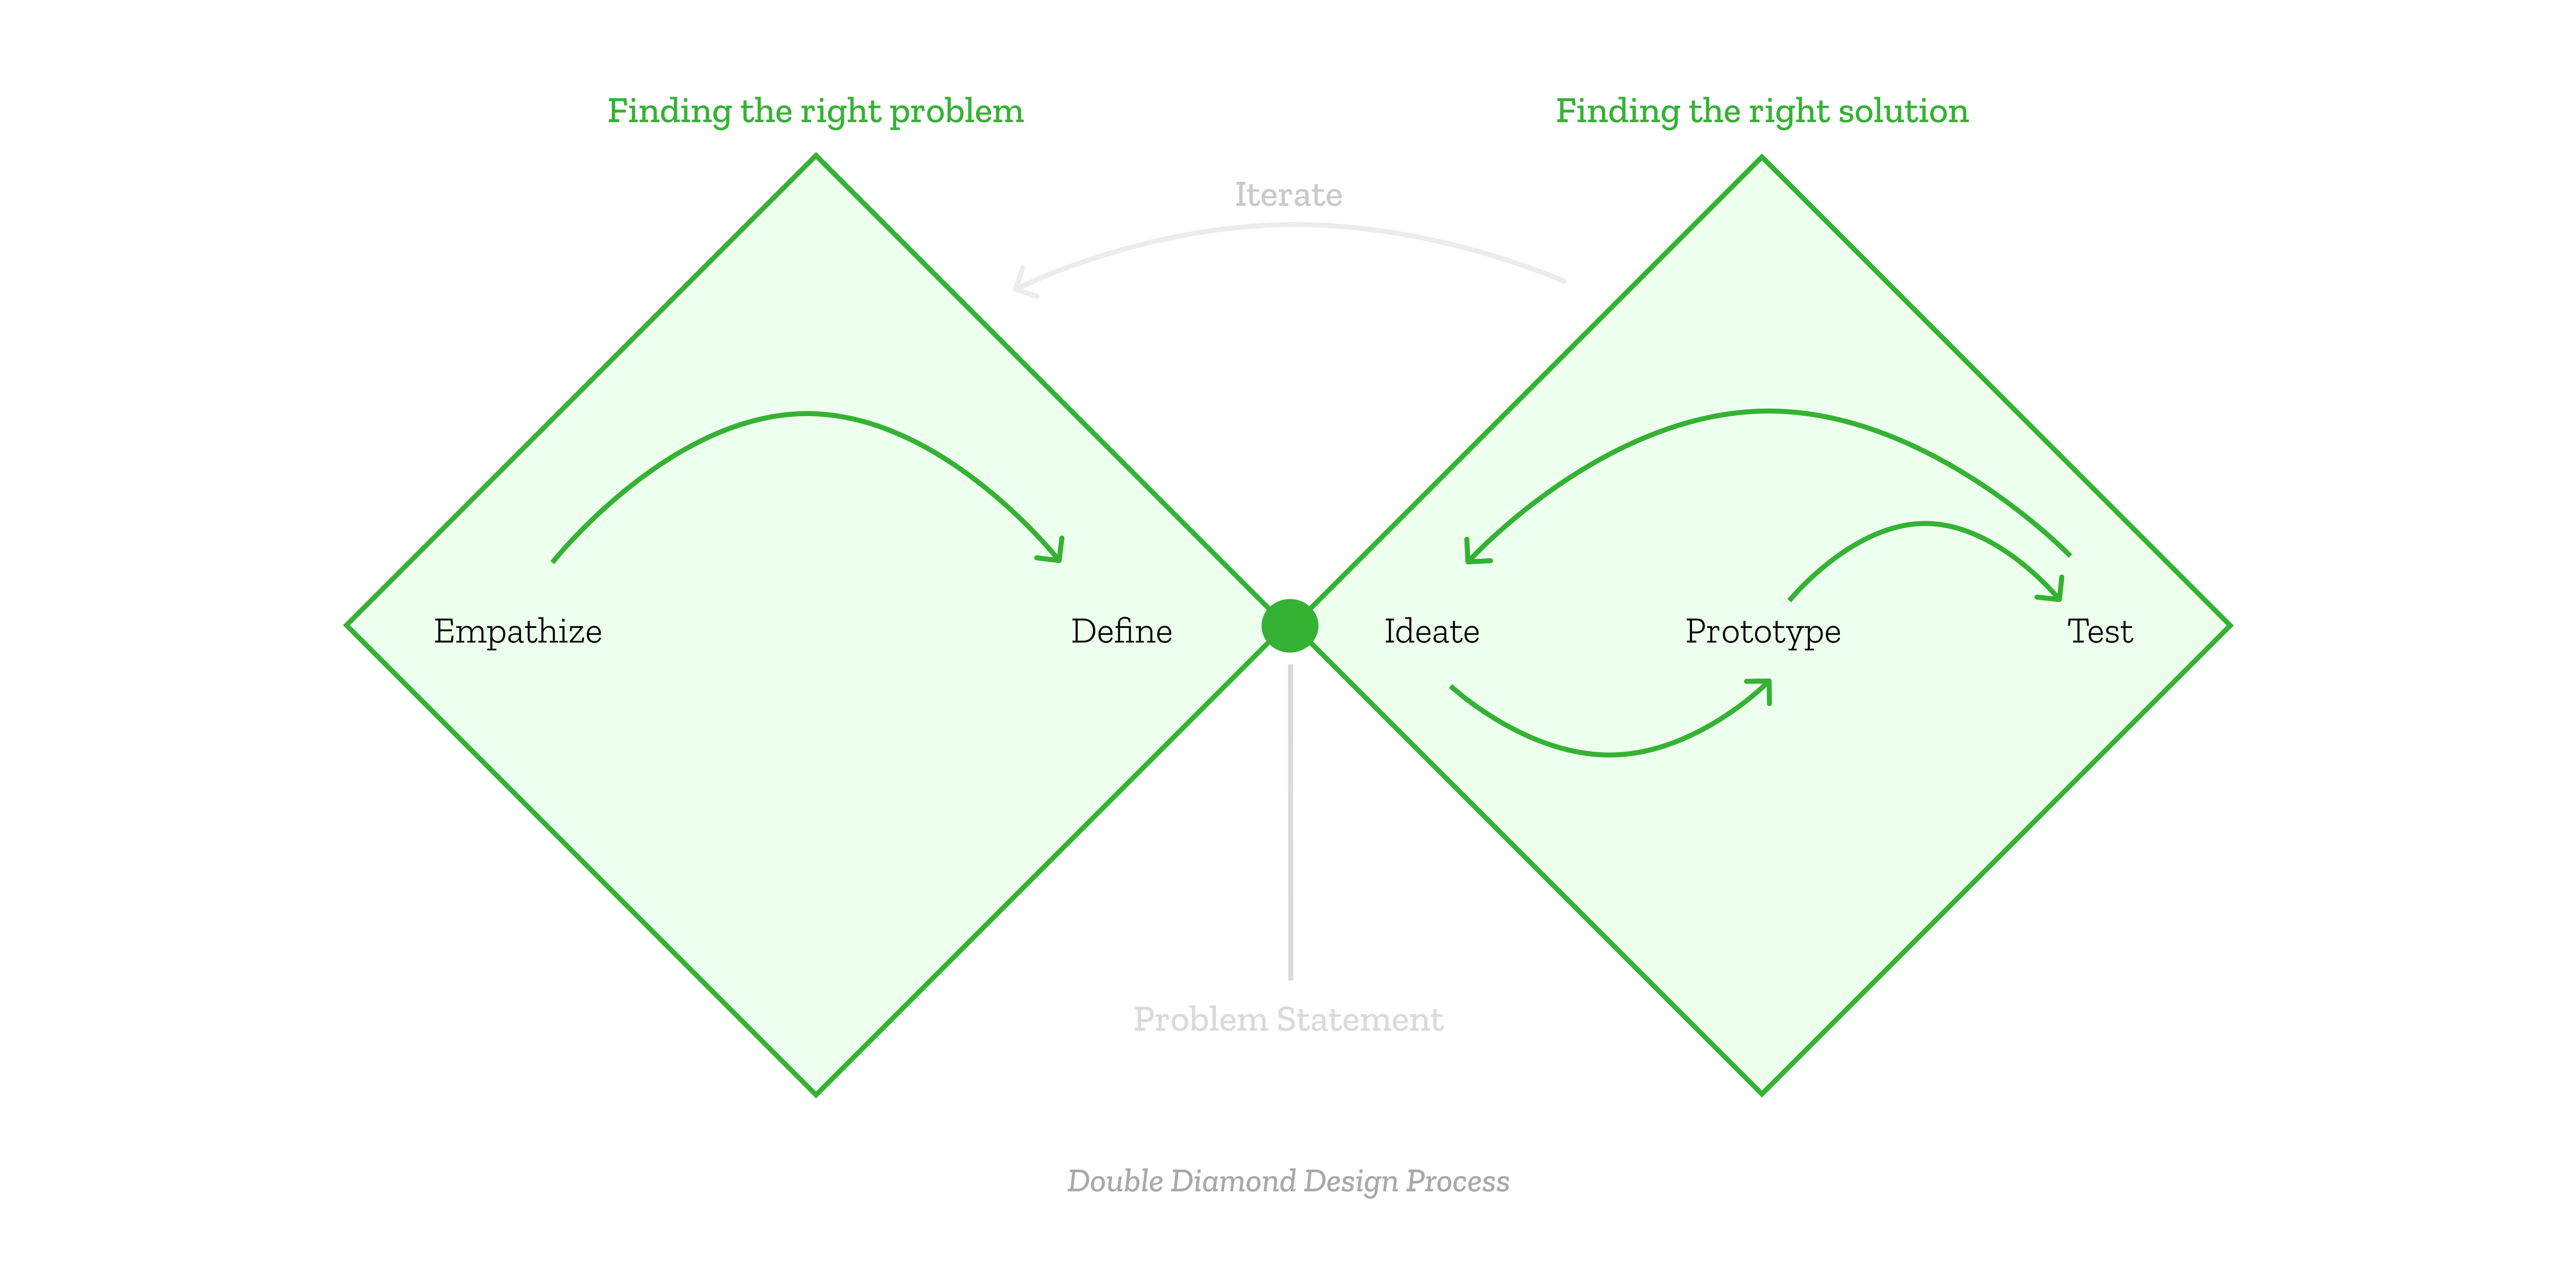 Finding the right problem
Finding the right solution
Iterate
Empathize
Define
Ideate
Prototype
Test
Problem Statement
Double Diamond Design Process